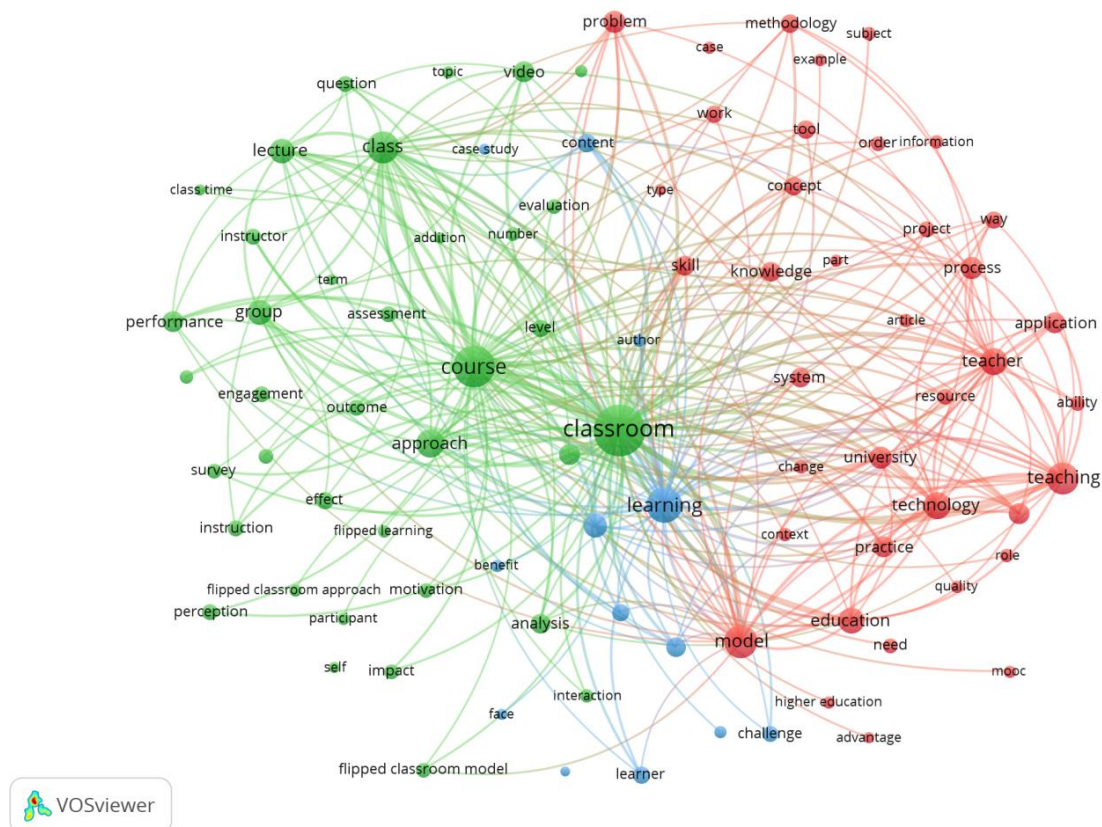 problem
methodology
subject
case
example
topic
video
question
work
tool
lecture
class
case study
content
order
information
class time
type
concept
evaluation
way
instructor
addition
number
project
term
skill
knowledge
part
process
performance
group
assessment
level
author
article
application
course
teacher
system
resource
engagement
outcome
ability
classroom
approach
change
university
survey
teaching
effect
learning
technology
instruction
flipped learning
context
practice
role
benefit
flipped classroom approach
motivation
quality
perception
participant
analysis
education
model
need
self
impact
mooc
interaction
higher education
face
challenge
advantage
flipped classroom model
learner
VOSviewer